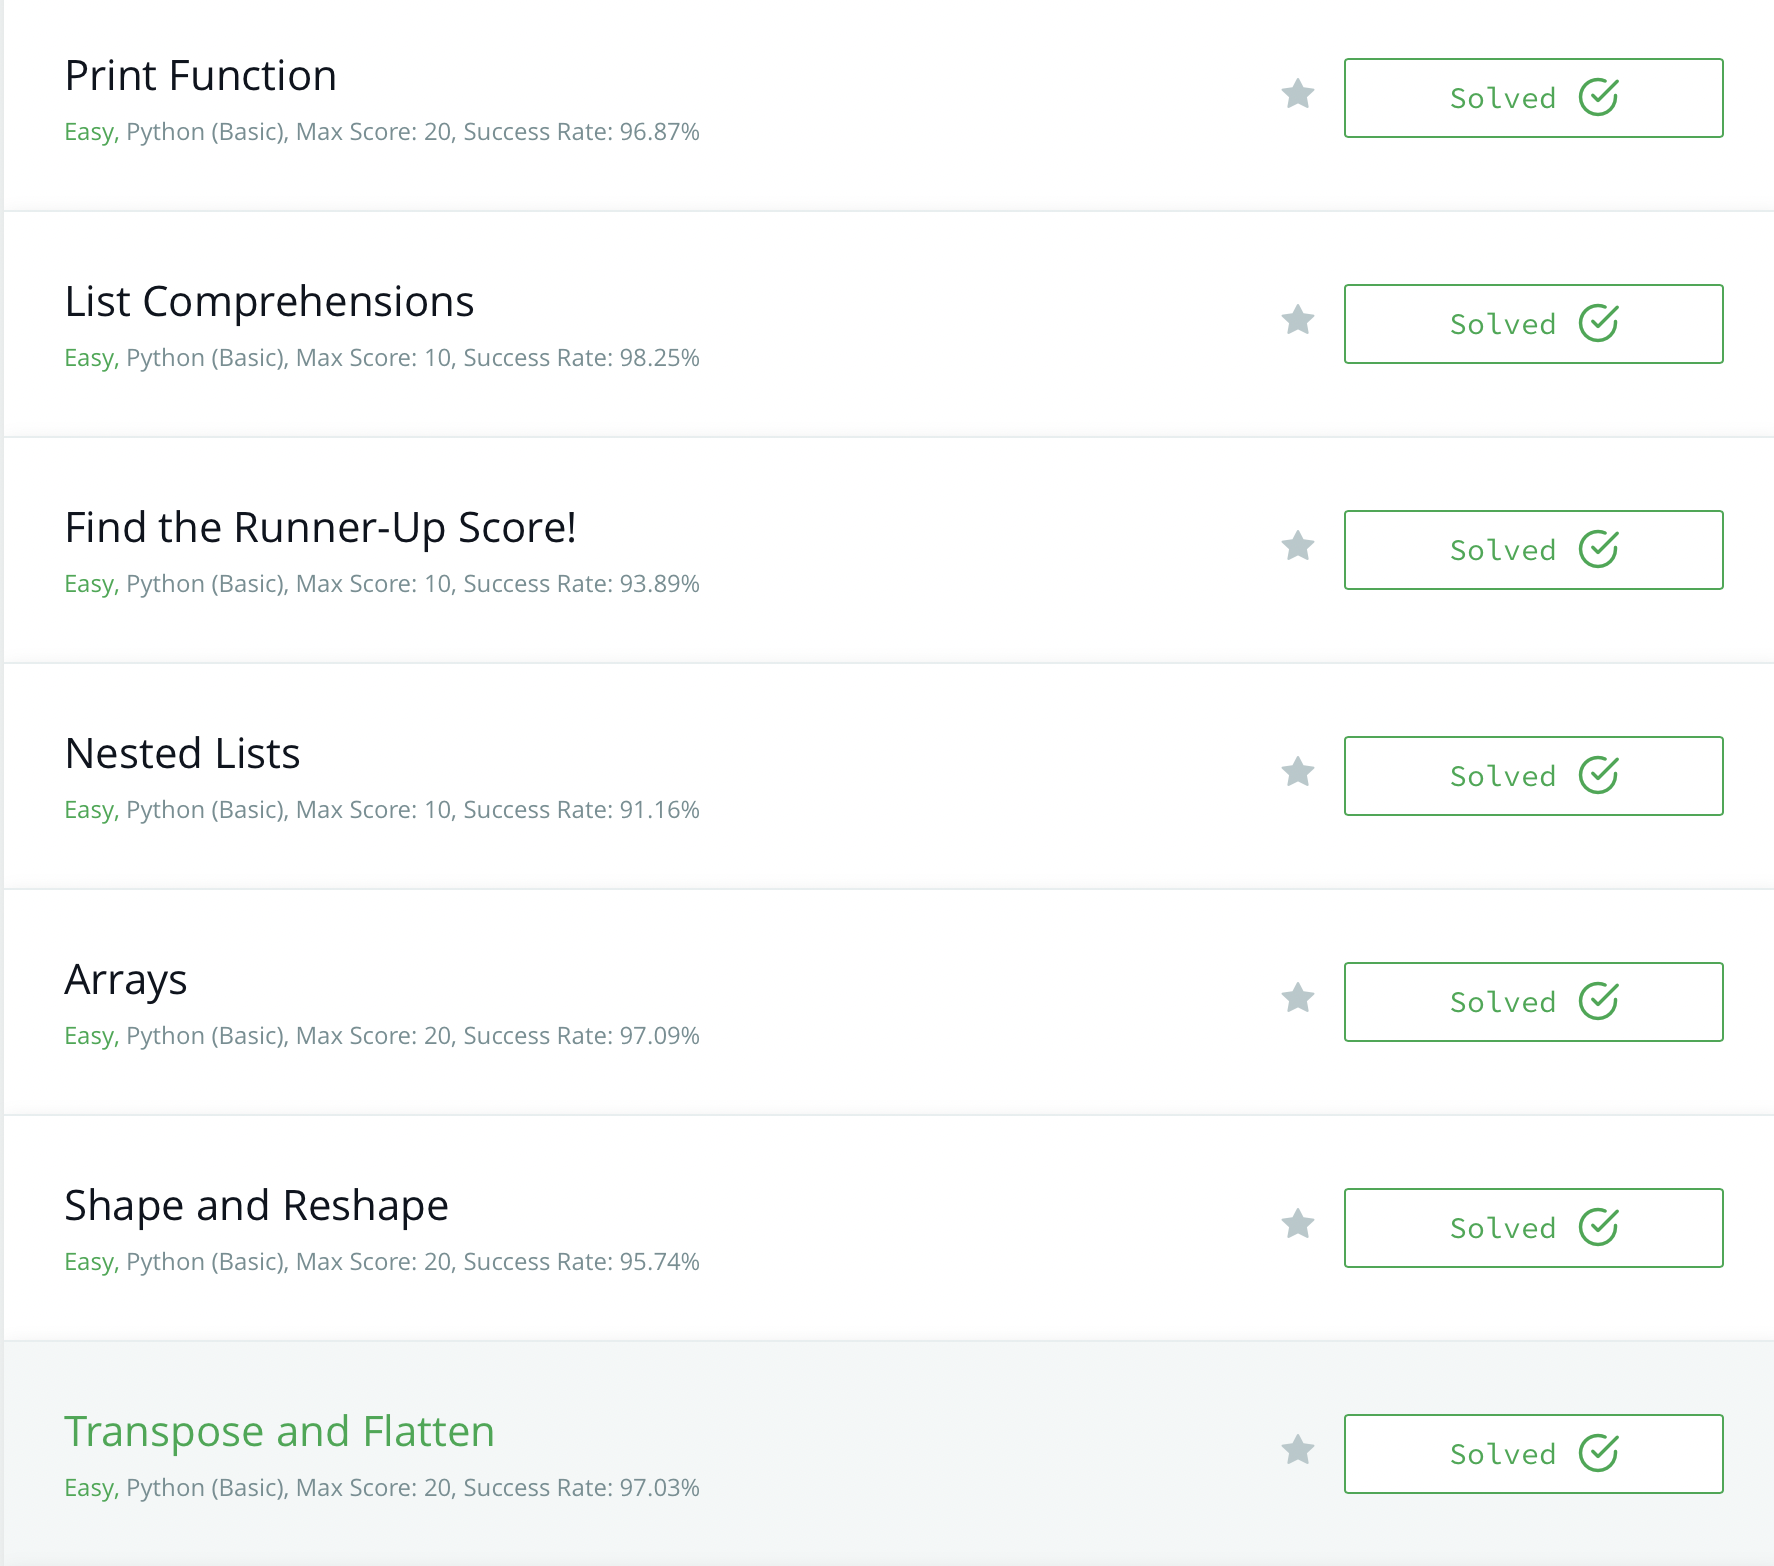 Print Function
Easy, Python (Basic), Max Score: 20, Success Rate: 96.87%
Solved
List Comprehensions
Easy, Python (Basic), Max Score: 10, Success Rate: 98.25%
Solved
Find the Runner-Up Score!
Easy, Python (Basic), Max Score: 10, Success Rate: 93.89%
Solved
Nested Lists
Easy, Python (Basic), Max Score: 10, Success Rate: 91.16%
Solved
Arrays
Easy, Python (Basic), Max Score: 20, Success Rate: 97.09%
Solved
Shape and Reshape
Easy, Python (Basic), Max Score: 20, Success Rate: 95.74%
Solved
Transpose and Flatten
Easy, Python (Basic), Max Score: 20, Success Rate: 97.03%
Solved